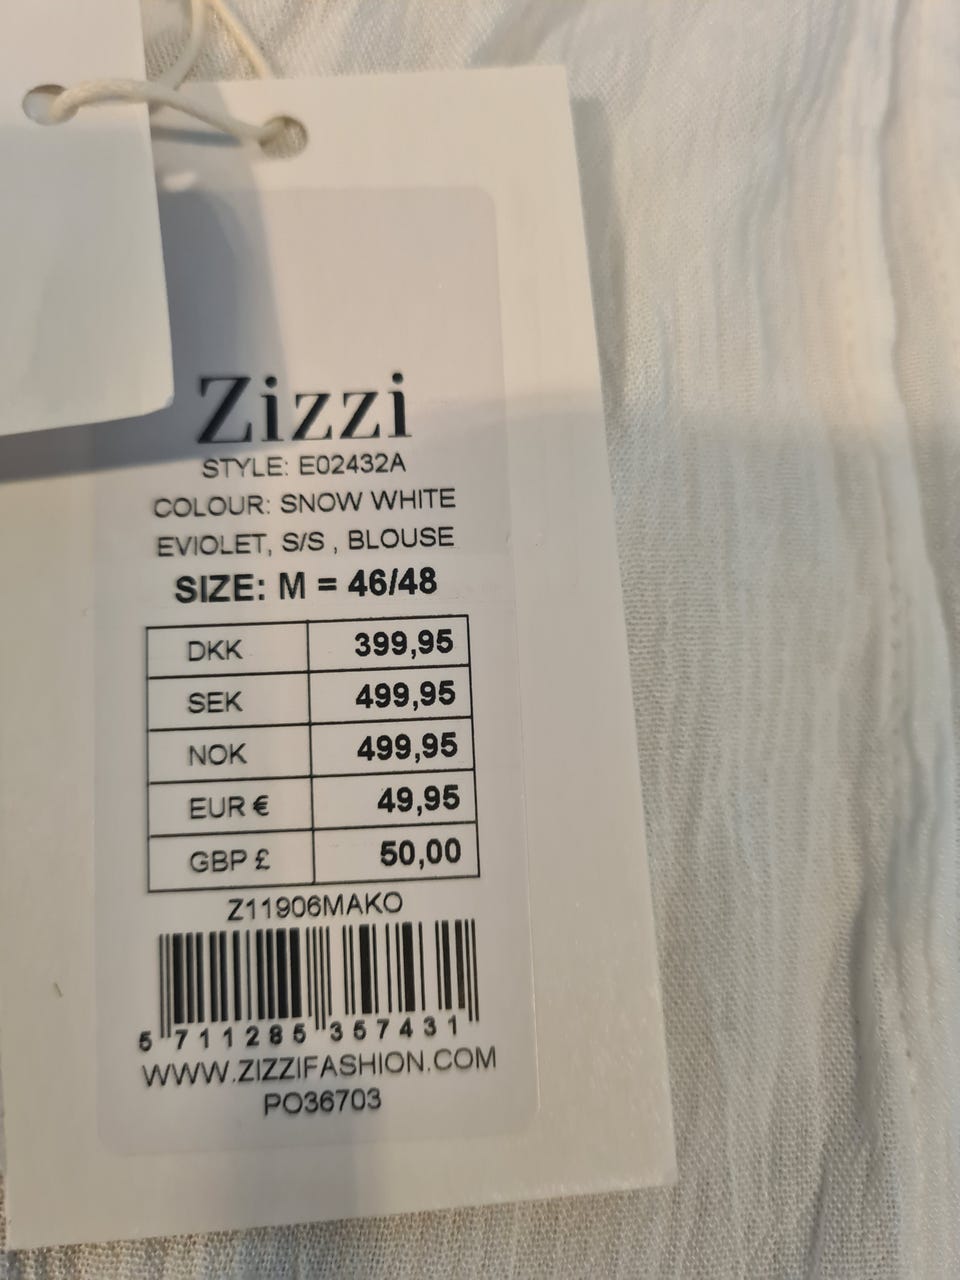 Zizzi
STYLE: E02432A
COLOUR: SNOW WHITE
EVIOLET, S/S , BLOUSE
SIZE: M = 46/48
DKK 399,95
SEK 499,95
NOK 499,95
EUR € 49,95
GBP £ 50,00
Z11906MAKO
5 711285 357431
WWW.ZIZZIFASHION.COM
PO36703